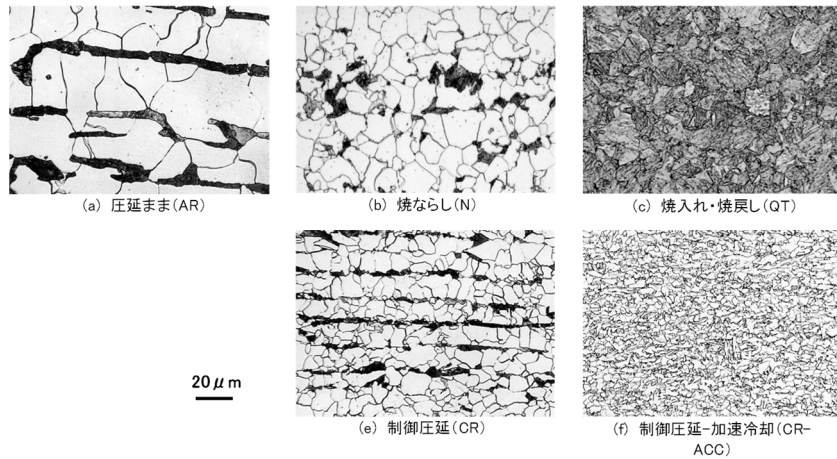 (a) 圧延まま(AR)
(b) 焼ならし(N)
(c) 焼入れ・焼戻し(QT)
20μm
(e) 制御圧延(CR)
(f) 制御圧延-加速冷却(CR-
ACC)